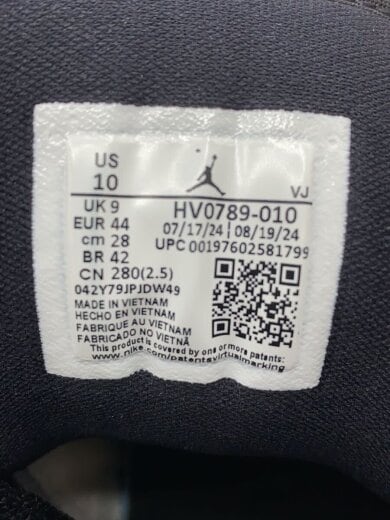 US
10
VJ
UK 9
EUR 44
cm 28
BR 42
CN 280(2.5)
HV0789-010
07/17/24 08/19/24
UPC 00197602581799
042Y79JPJDW49
MADE IN VIETNAM
HECHO EN VIETNAM
FABRIQUE AU VIETNAM
FABRICADO NO VIETNÃ
This product is covered by one or more patents:
www.nike.com/patentsvirtualmarking